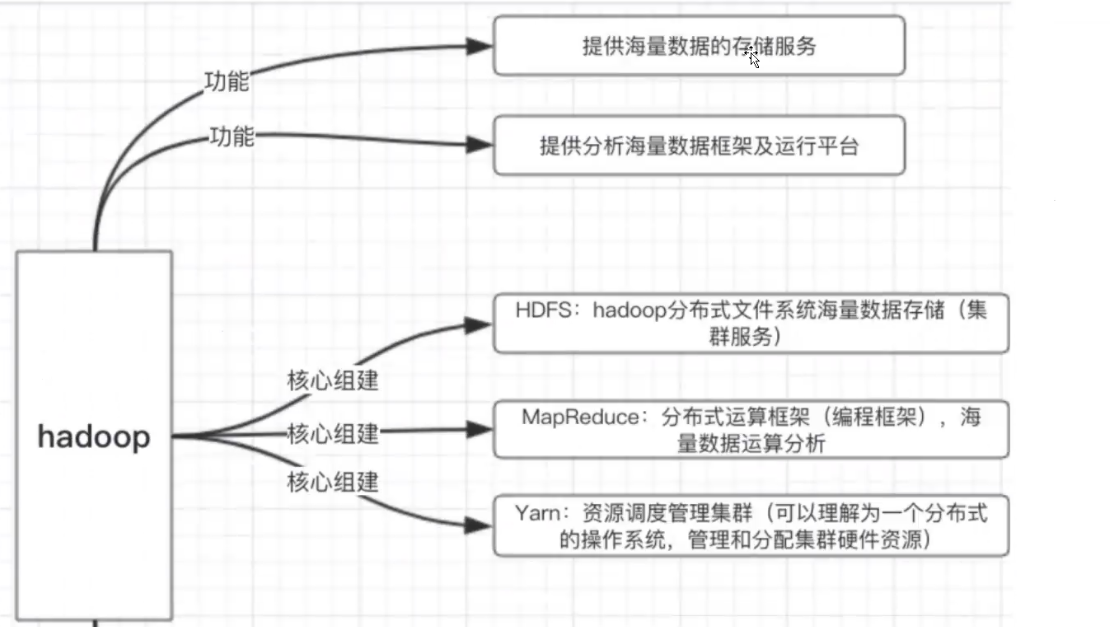 提供海量数据的存储服务
功能
功能
提供分析海量数据框架及运行平台
HDFS：hadoop分布式文件系统海量数据存储（集
群服务）
核心组建
hadoop
核心组建
MapReduce：分布式运算框架（编程框架），海
量数据运算分析
核心组建
Yarn：资源调度管理集群（可以理解为一个分布式
的操作系统，管理和分配集群硬件资源）